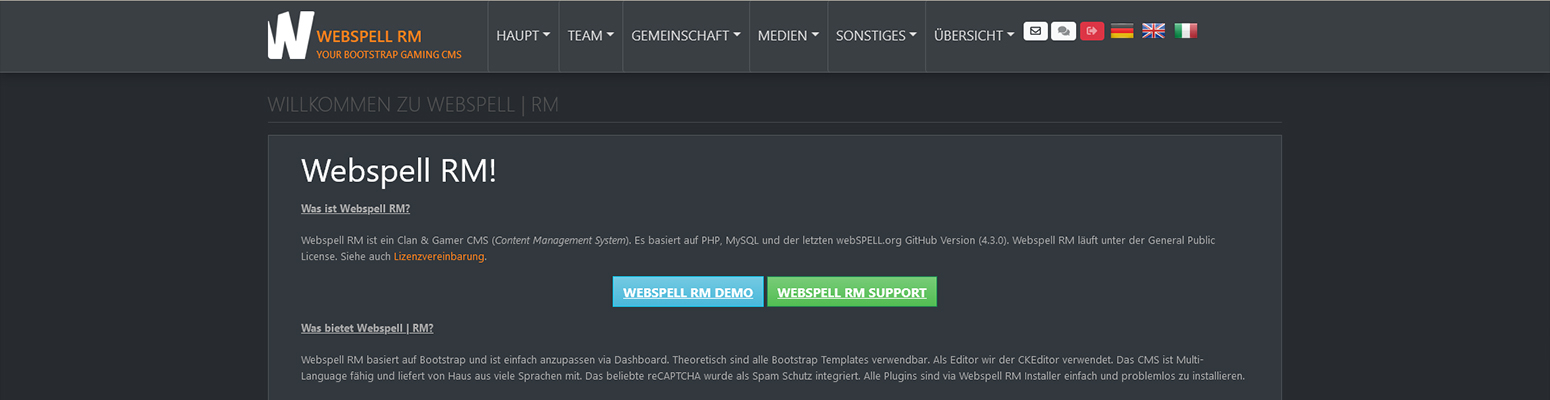 WEBSPELL RM
YOUR BOOTSTRAP GAMING CMS
HAUPT TEAM GEMEINSCHAFT MEDIEN SONSTIGES ÜBERSICHT
WILLKOMMEN ZU WEBSPELL | RM
Webspell RM!
Was ist Webspell RM?
Webspell RM ist ein Clan & Gamer CMS (Content Management System). Es basiert auf PHP, MySQL und der letzten webSPELL.org GitHub Version (4.3.0). Webspell RM läuft unter der General Public
License. Siehe auch Lizenzvereinbarung.
WEBSPELL RM DEMO WEBSPELL RM SUPPORT
Was bietet Webspell | RM?
Webspell RM basiert auf Bootstrap und ist einfach anzupassen via Dashboard. Theoretisch sind alle Bootstrap Templates verwendbar. Als Editor wir der CKEditor verwendet. Das CMS ist Multi-
Language fähig und liefert von Haus aus viele Sprachen mit. Das beliebte reCAPTCHA wurde als Spam Schutz integriert. Alle Plugins sind via Webspell RM Installer einfach und problemlos zu installieren.